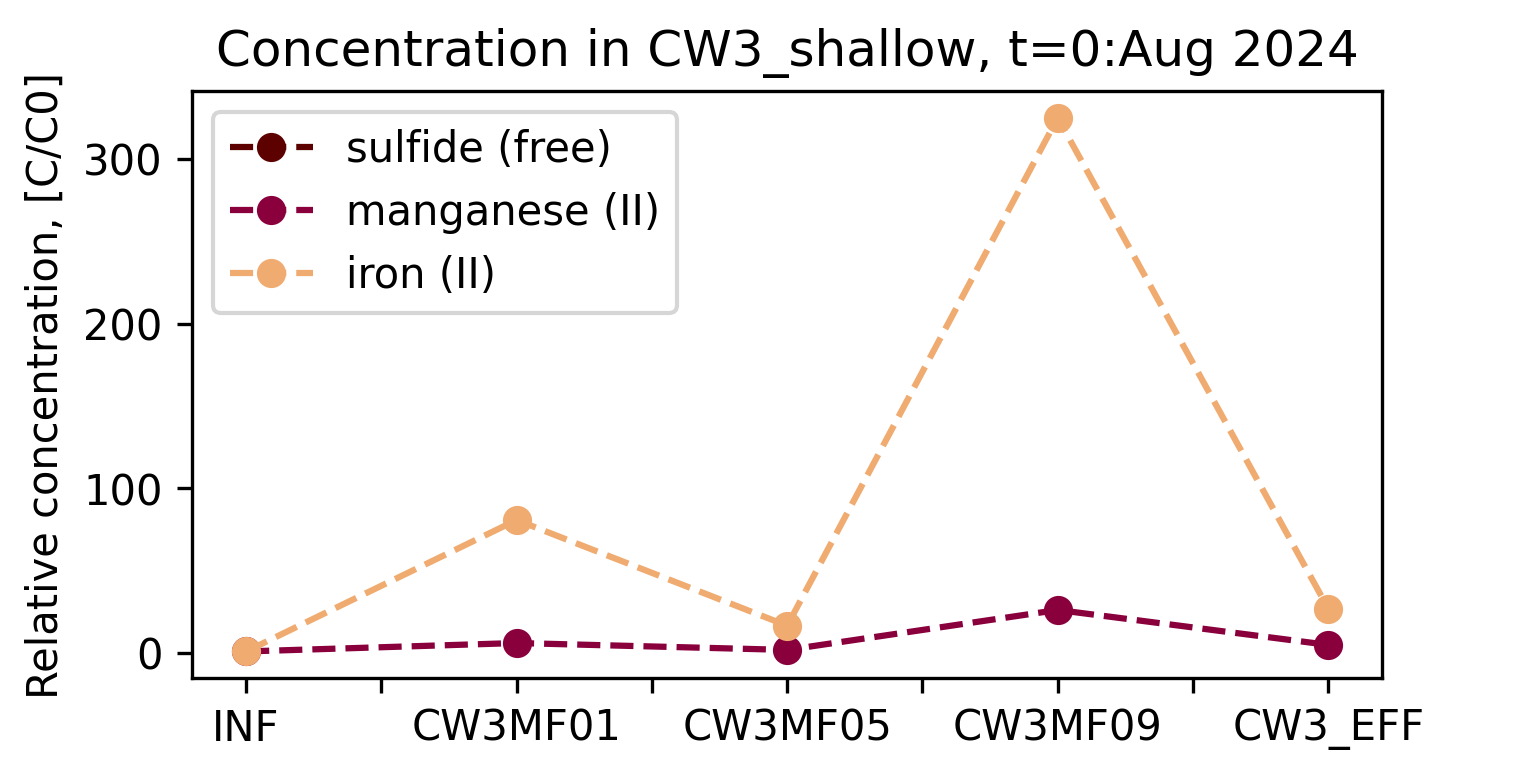 Concentration in CW3_shallow, t=0:Aug 2024
Relative concentration, [C/C0]
300
200
100
0
sulfide (free)
manganese (II)
iron (II)
INF
CW3MF01
CW3MF05
CW3MF09
CW3_EFF